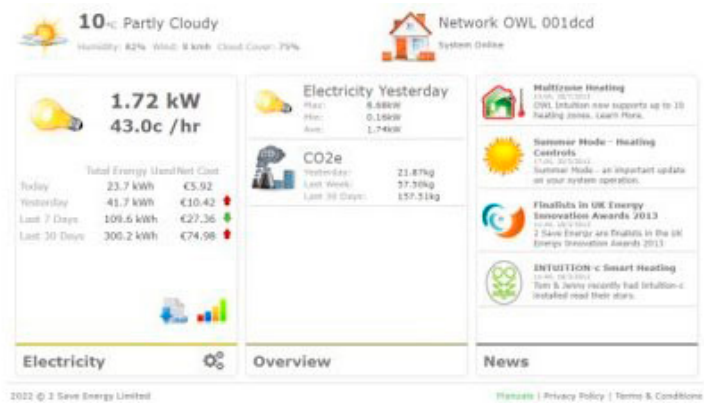 10°C Partly Cloudy
Humidity: 82% Wind: 8 kmh Cloud Cover: 75%
Network OWL 001dcd
System Online
1.72 kW
43.0c /hr
Total Energy Used Net Cost
Today 23.7 kWh €5.92
Yesterday 41.7 kWh €10.42
Last 7 Days 109.6 kWh €27.36
Last 30 Days 300.2 kWh €74.98
Electricity
Electricity Yesterday
Max: 8.68kW
Min: 0.16kW
Ave: 1.74kW
CO2e
Yesterday: 21.87kg
Last Week: 57.50kg
Last 30 Days: 157.51kg
Overview
Multizone Heating
OWL Intuition now supports up to 10
heating zones. Learn More.
Summer Mode - Heating
Controls
Summer Mode - an important update
on your system operation.
Finalists in UK Energy
Innovation Awards 2013
2 Save Energy are finalists in the UK
Energy Innovation Awards 2013
INTUITION-c Smart Heating
Tom & Jenny recently had Intuition-c
installed read their stars.
News
2022 © 2 Save Energy Limited
Manuals | Privacy Policy | Terms & Conditions